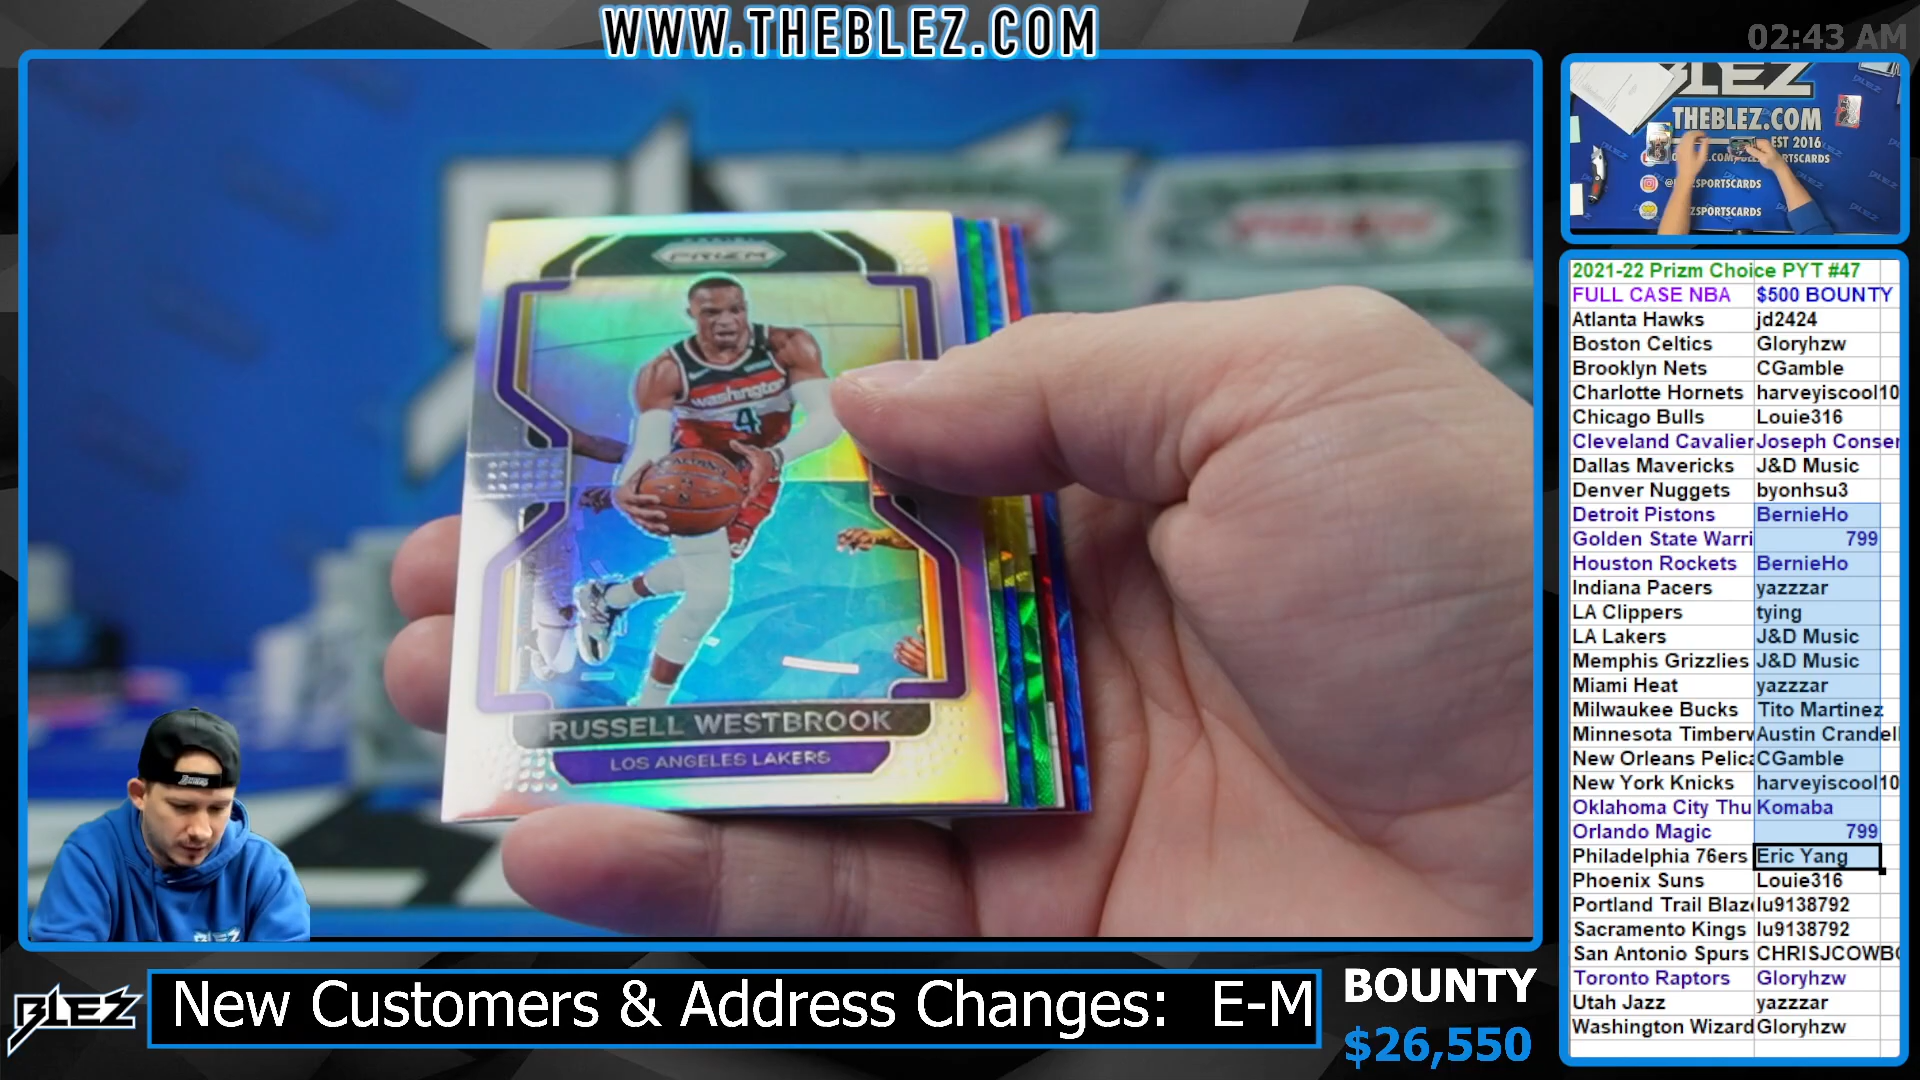 WWW.THEBLEZ.COM
02:43 AM
BLEZ
THEBLEZ.COM
EST 2016
SPORTSCARDS
PRIZM
washington
4
RUSSELL WESTBROOK
LOS ANGELES LAKERS
2021-22 Prizm Choice PYT #47
FULL CASE NBA $500 BOUNTY
Atlanta Hawks jd2424
Boston Celtics Gloryhzw
Brooklyn Nets CGamble
Charlotte Hornets harveyiscool10
Chicago Bulls Louie316
Cleveland Cavalier Joseph Conser
Dallas Mavericks J&D Music
Denver Nuggets byonhsu3
Detroit Pistons BernieHo
Golden State Warri 799
Houston Rockets BernieHo
Indiana Pacers yazzzar
LA Clippers tying
LA Lakers J&D Music
Memphis Grizzlies J&D Music
Miami Heat yazzzar
Milwaukee Bucks Tito Martinez
Minnesota Timberv Austin Crandell
New Orleans Pelica CGamble
New York Knicks harveyiscool10
Oklahoma City Thu Komaba
Orlando Magic 799
Philadelphia 76ers Eric Yang
Phoenix Suns Louie316
Portland Trail Blaze lu9138792
Sacramento Kings lu9138792
San Antonio Spurs CHRISJCOWBO
Toronto Raptors Gloryhzw
Utah Jazz yazzzar
Washington Wizard Gloryhzw
BLEZ
New Customers & Address Changes: E-M
BOUNTY
$26,550